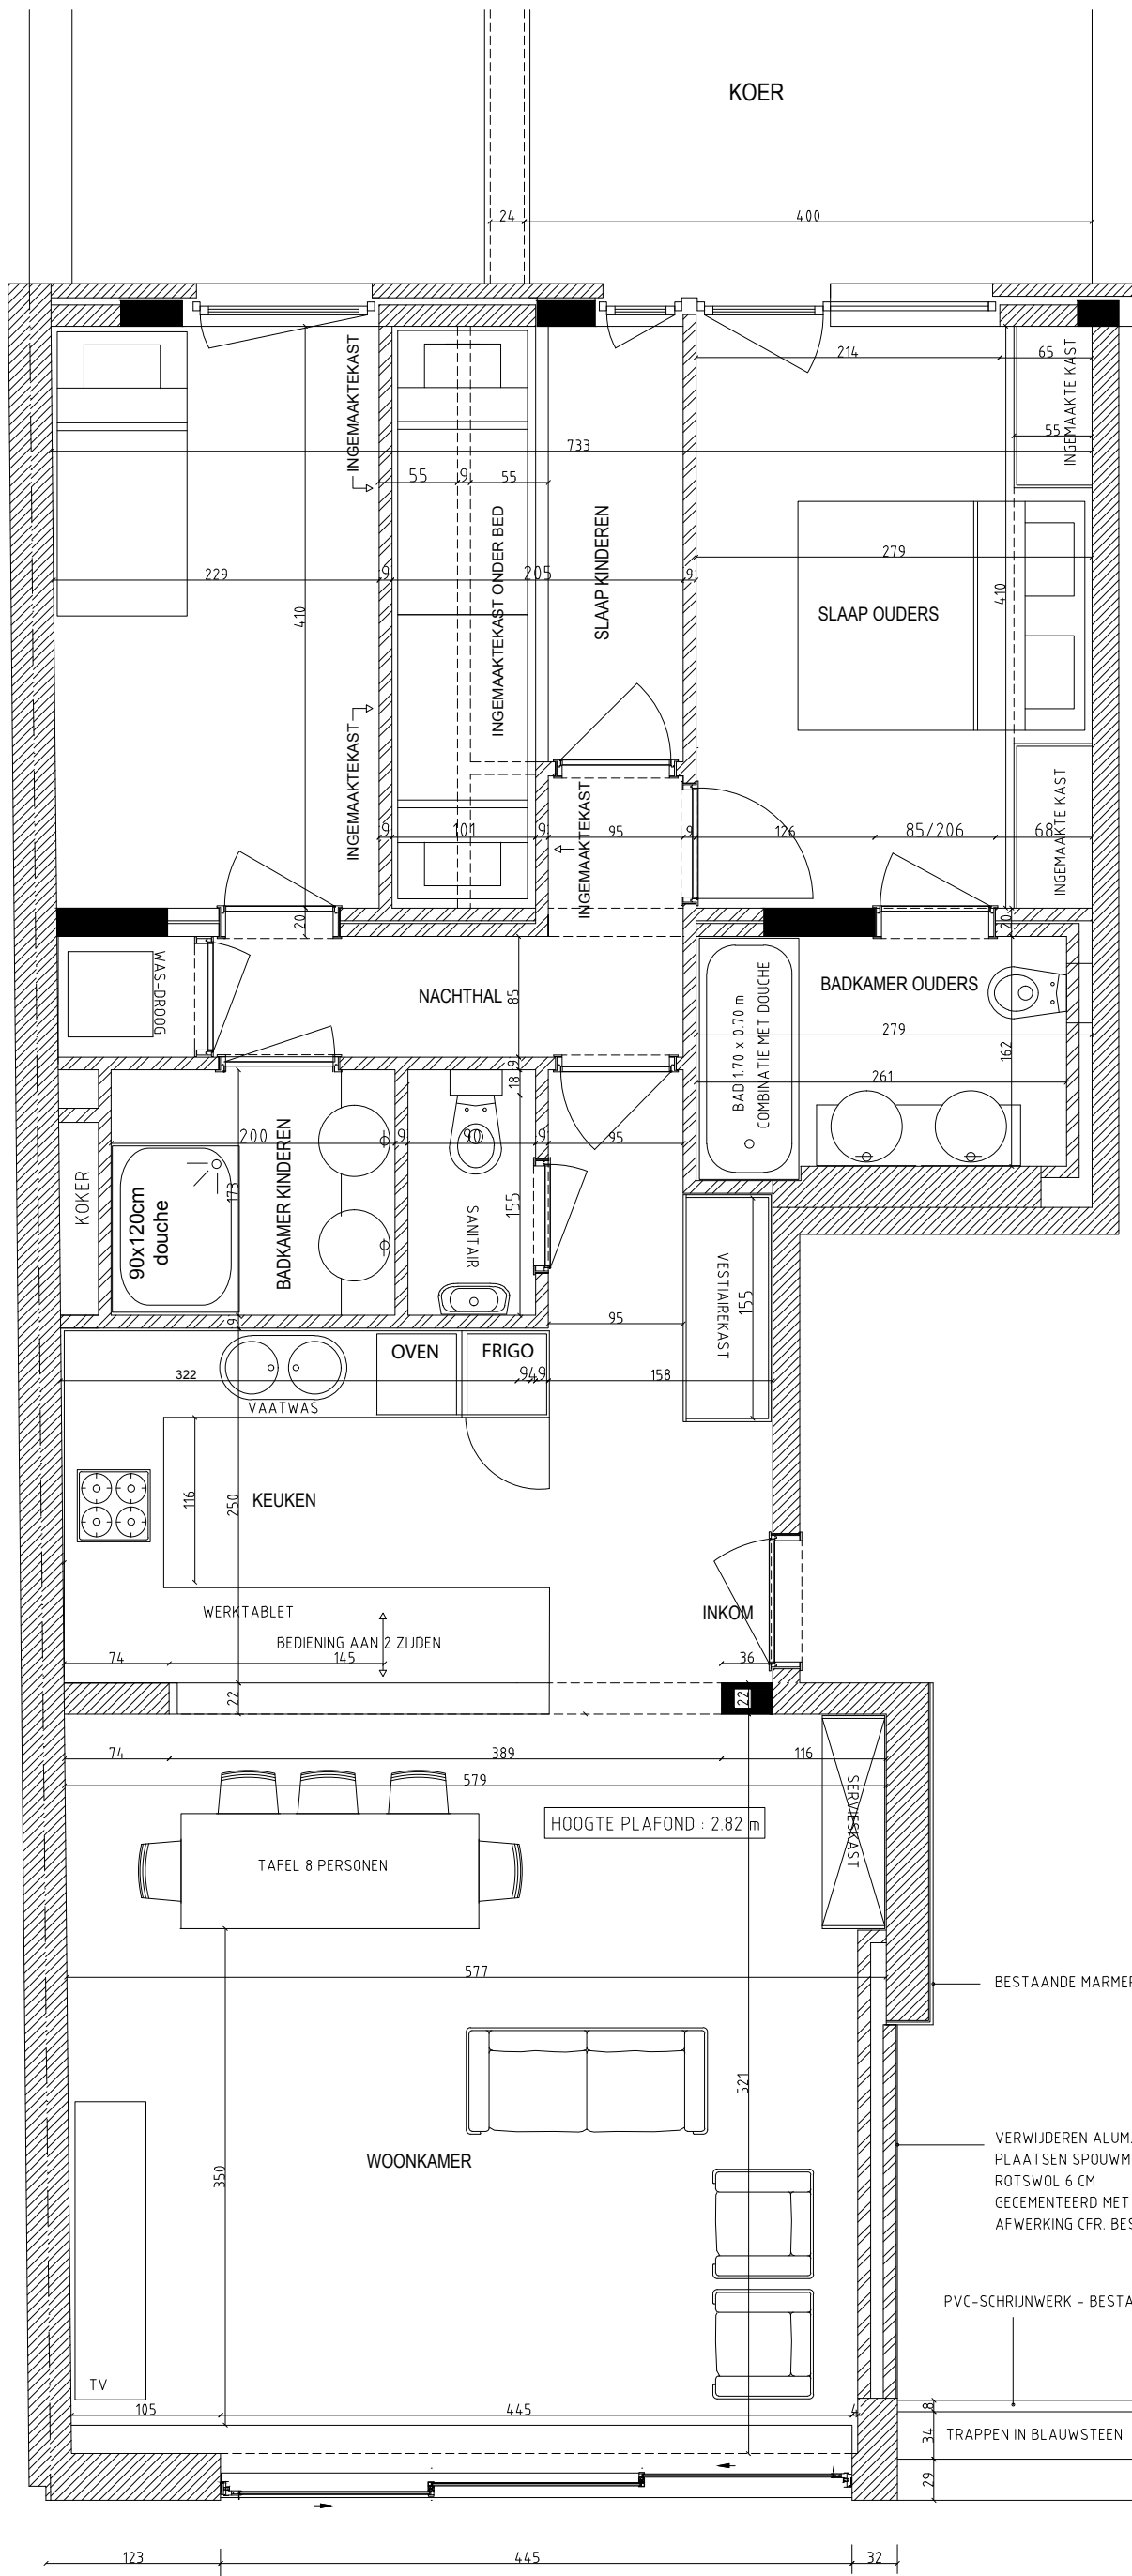 KOER
24
400
214
65
INGEMAAKTE KAST
55
INGEMAAKTEKAST
733
55
9
55
INGEMAAKTEKAST ONDER BED
SLAAP KINDEREN
279
229
9
205
9
410
410
SLAAP OUDERS
INGEMAAKTEKAST
INGEMAAKTEKAST
INGEMAAKTE KAST
9
101
9
95
9
126
85/206
68
20
20
WAS-DROOG
NACHTHAL
85
BAD 1.70 x 0.70 m
COMBINATIE MET DOUCHE
BADKAMER OUDERS
279
162
261
9
18
KOKER
200
9
90
9
95
90x120cm
douche
173
BADKAMER KINDEREN
SANITAIR
155
VESTIAIREKAST
155
95
9
OVEN
FRIGO
322
949
158
VAATWAS
116
250
KEUKEN
WERKTABLET
BEDIENING AAN 2 ZIJDEN
INKOM
74
145
36
22
22
74
389
116
579
SERVIESKAST
HOOGTE PLAFOND : 2.82 m
TAFEL 8 PERSONEN
577
BESTAANDE MARMER
521
350
WOONKAMER
VERWIJDEREN ALUM.
PLAATSEN SPOUWM
ROTSWOL 6 CM
GECEMENTEERD MET
AFWERKING CFR. BES
PVC-SCHRIJNWERK - BESTA
TV
105
445
4
8
34
TRAPPEN IN BLAUWSTEEN
29
123
445
32